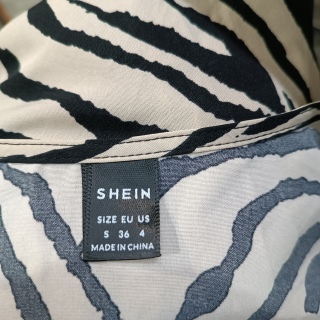 SHEIN
SIZE EU US
S 36 4
MADE IN CHINA